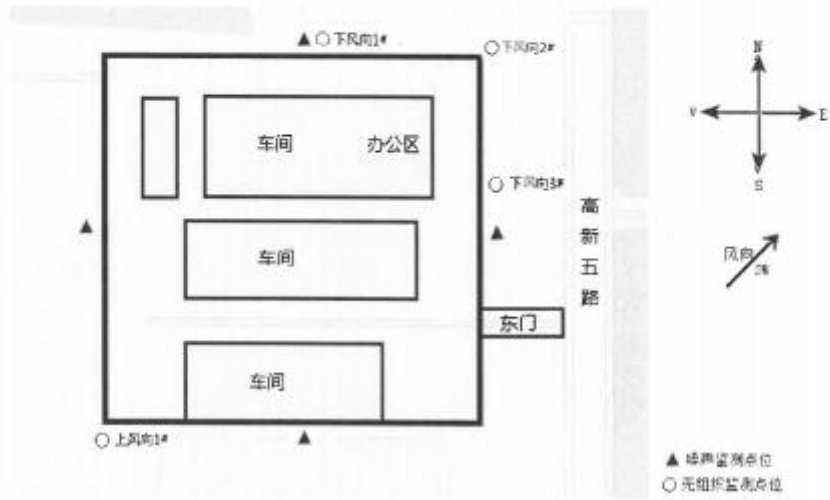 下风向1#
下风向2#
N
W
E
S
车间
办公区
下风向3#
高新五路
车间
风向
SW
东门
车间
上风向1#
噪声监测点位
无组织监测点位